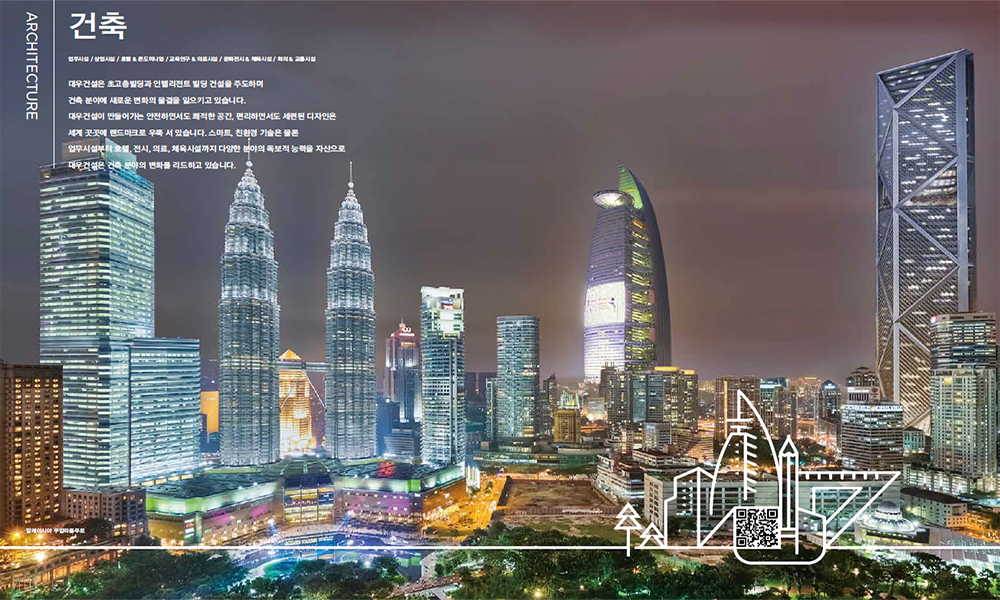 ARCHITECTURE
건축
업무시설 / 상업시설 / 호텔 & 콘도미니엄 / 교육연구 & 의료시설 / 문화전시 & 체육시설 / 회의 & 교통시설
대우건설은 초고층빌딩과 인텔리전트 빌딩 건설을 주도하며
건축 분야에 새로운 변화의 물결을 일으키고 있습니다.
대우건설이 만들어가는 안전하면서도 쾌적한 공간, 편리하면서도 세련된 디자인은
세계 곳곳에 랜드마크로 우뚝 서 있습니다. 스마트, 친환경 기술은 물론
업무시설부터 호텔, 전시, 의료, 체육시설까지 다양한 분야의 독보적 능력을 자산으로
대우건설은 건축 분야의 변화를 리드하고 있습니다.
말레이시아 쿠알라룸푸르